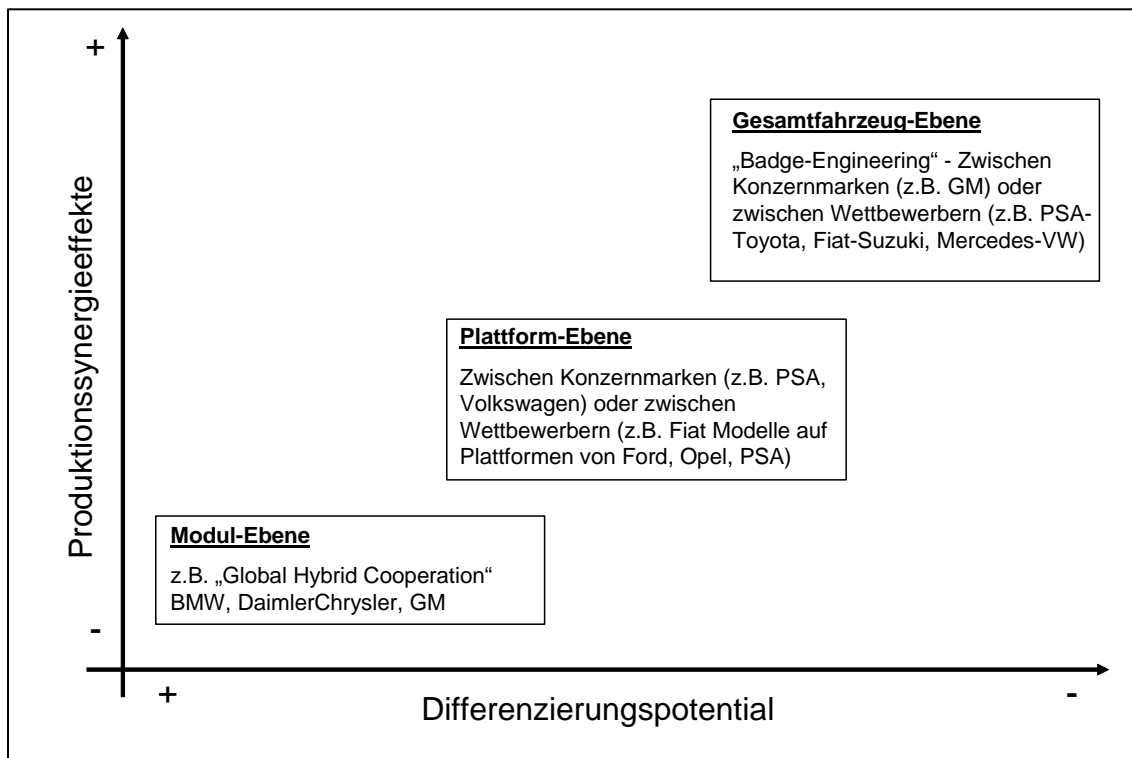 +
Produktionssynergieeffekte
-
Gesamtfahrzeug-Ebene
„Badge-Engineering“ - Zwischen
Konzernmarken (z.B. GM) oder
zwischen Wettbewerbern (z.B. PSA-
Toyota, Fiat-Suzuki, Mercedes-VW)
Plattform-Ebene
Zwischen Konzernmarken (z.B. PSA,
Volkswagen) oder zwischen
Wettbewerbern (z.B. Fiat Modelle auf
Plattformen von Ford, Opel, PSA)
Modul-Ebene
z.B. „Global Hybrid Cooperation“
BMW, DaimlerChrysler, GM
+ -
Differenzierungspotential